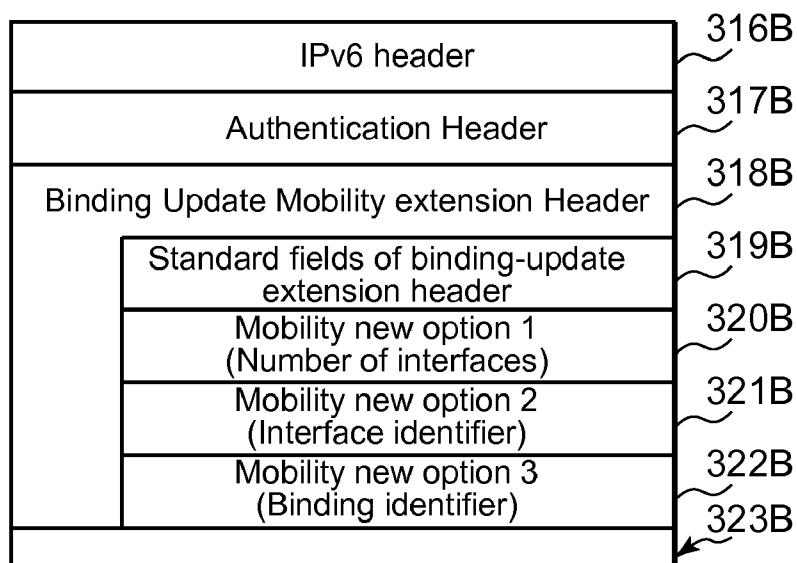 316B
IPv6 header
317B
Authentication Header
318B
Binding Update Mobility extension Header
319B
Standard fields of binding-update
extension header
320B
Mobility new option 1
(Number of interfaces)
321B
Mobility new option 2
(Interface identifier)
322B
Mobility new option 3
(Binding identifier)
323B